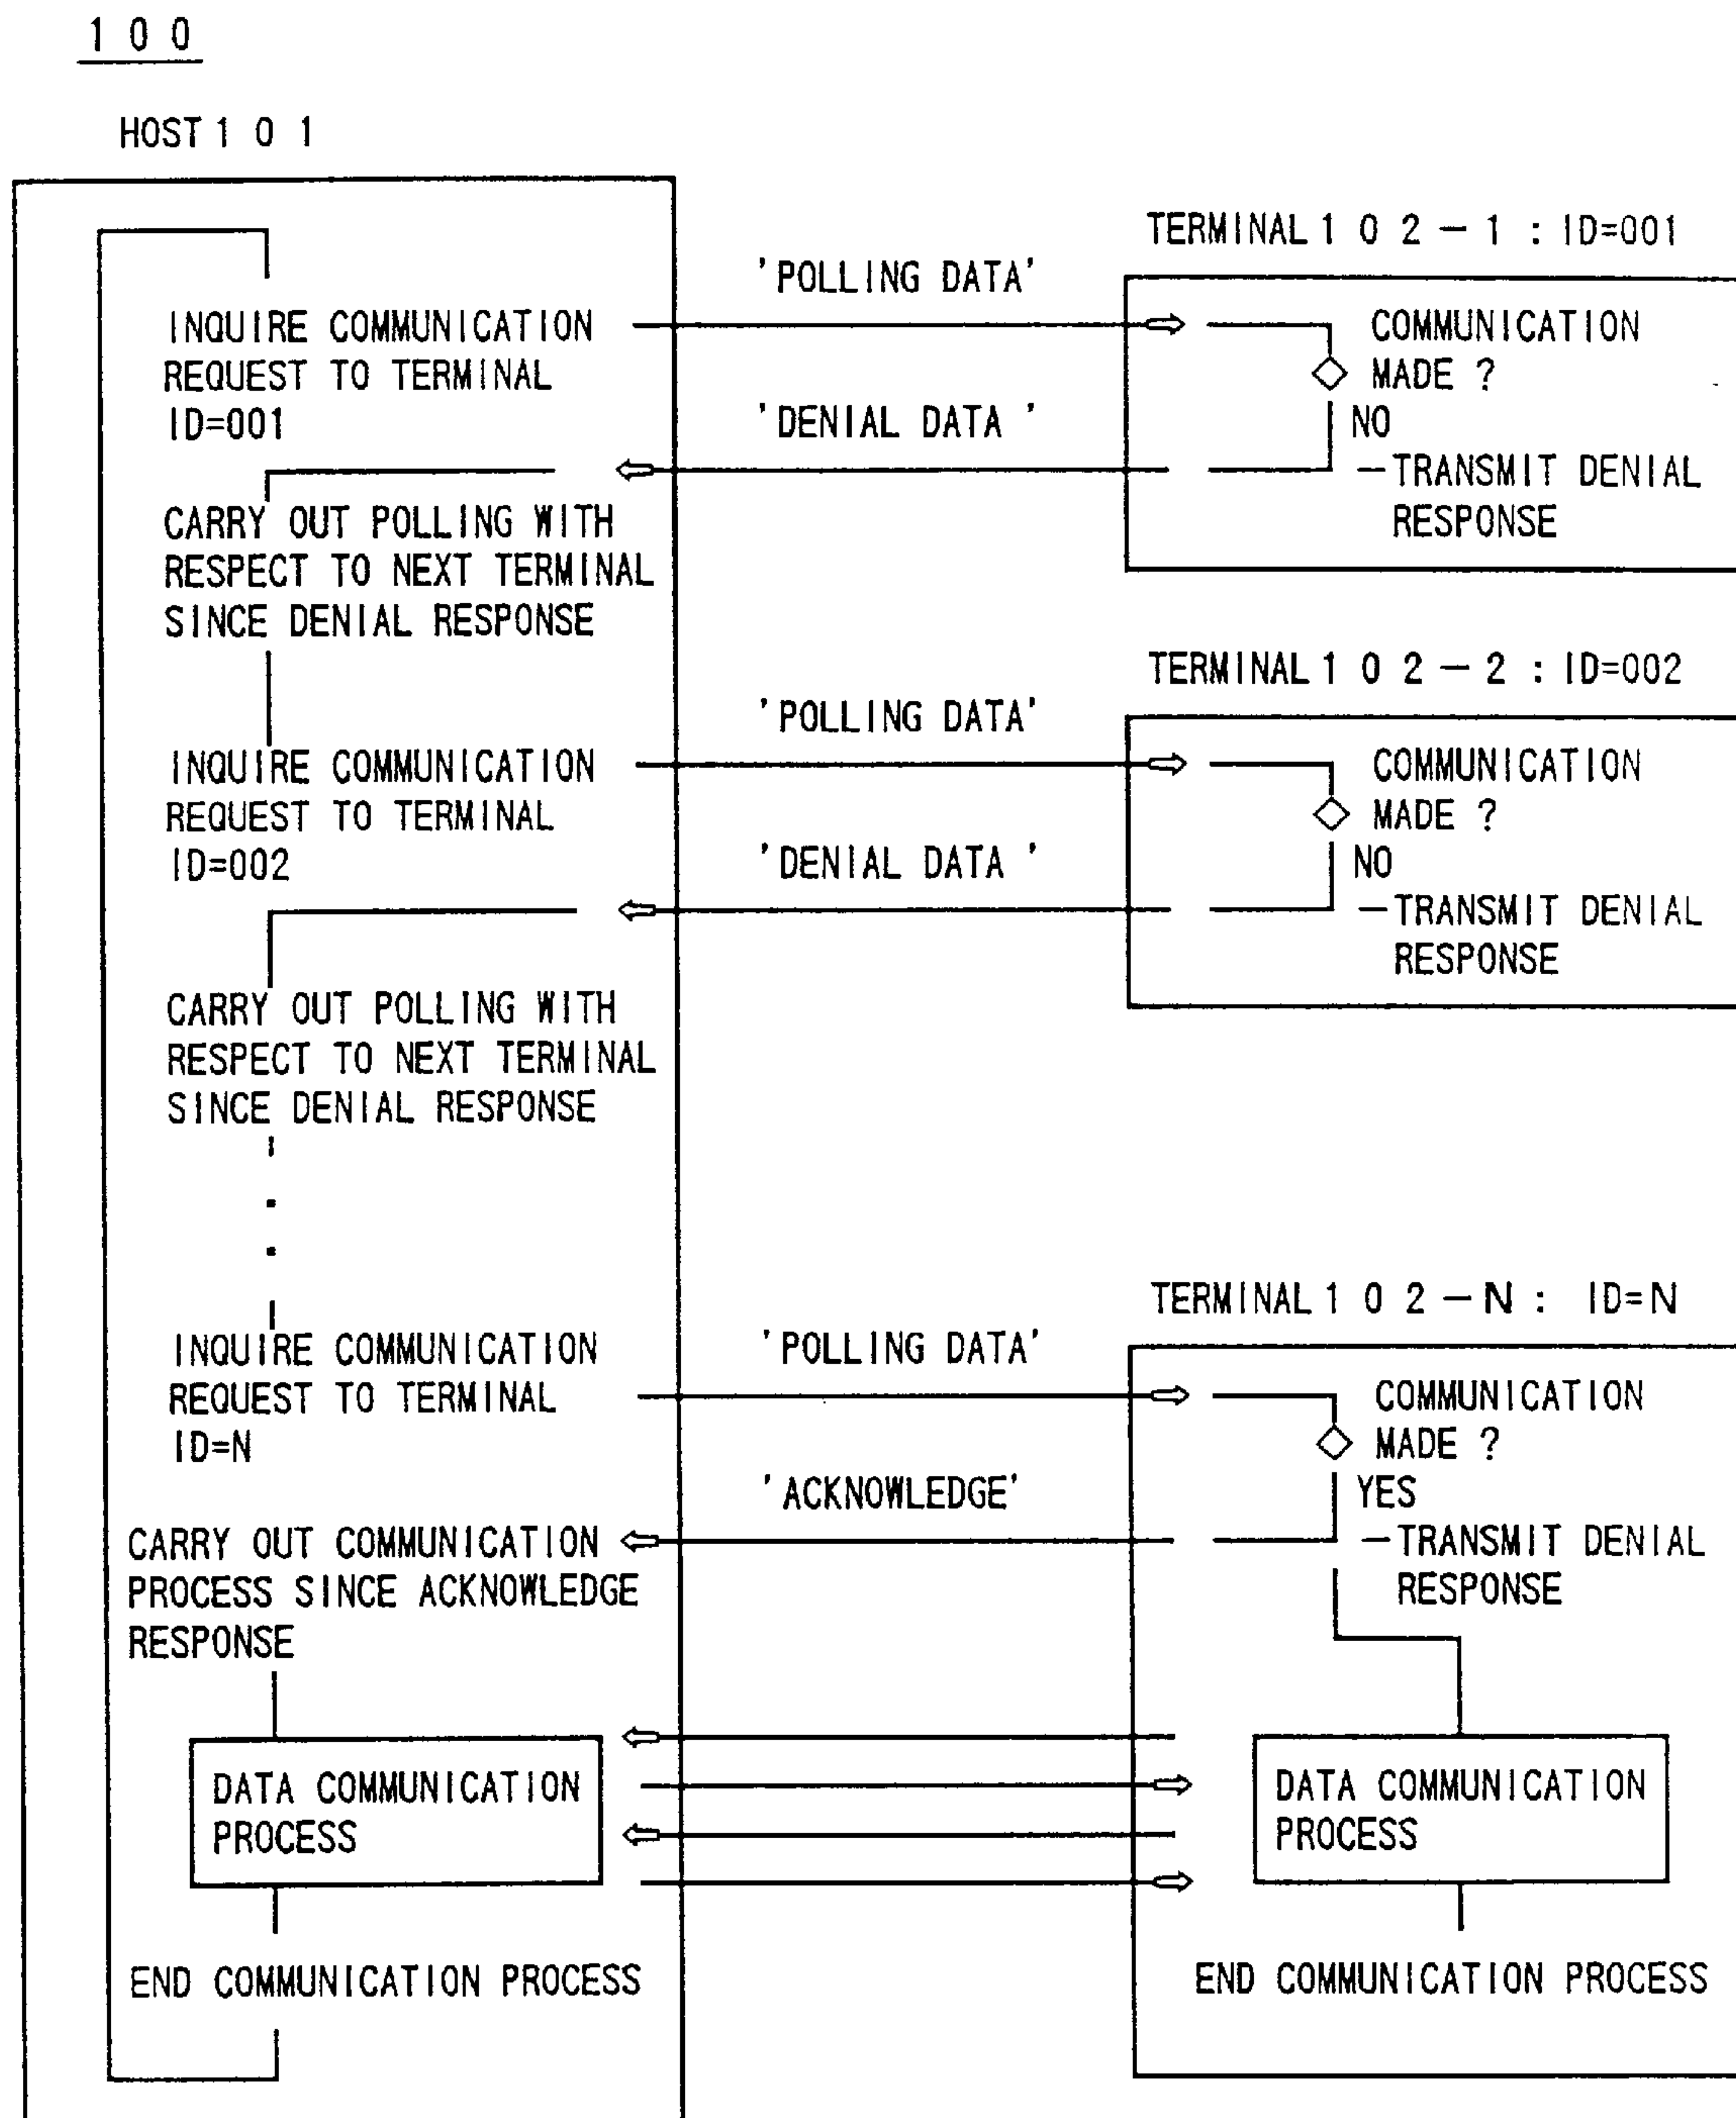 100
HOST 101
TERMINAL 102-1 : ID=001
'POLLING DATA'
INQUIRE COMMUNICATION
REQUEST TO TERMINAL
ID=001
COMMUNICATION
MADE ?
NO
'DENIAL DATA '
-TRANSMIT DENIAL
RESPONSE
CARRY OUT POLLING WITH
RESPECT TO NEXT TERMINAL
SINCE DENIAL RESPONSE
TERMINAL 102-2 : ID=002
'POLLING DATA'
INQUIRE COMMUNICATION
REQUEST TO TERMINAL
ID=002
COMMUNICATION
MADE ?
NO
'DENIAL DATA '
-TRANSMIT DENIAL
RESPONSE
CARRY OUT POLLING WITH
RESPECT TO NEXT TERMINAL
SINCE DENIAL RESPONSE
TERMINAL 102-N : ID=N
'POLLING DATA'
INQUIRE COMMUNICATION
REQUEST TO TERMINAL
ID=N
COMMUNICATION
MADE ?
YES
'ACKNOWLEDGE'
-TRANSMIT DENIAL
RESPONSE
CARRY OUT COMMUNICATION
PROCESS SINCE ACKNOWLEDGE
RESPONSE
DATA COMMUNICATION
PROCESS
DATA COMMUNICATION
PROCESS
END COMMUNICATION PROCESS
END COMMUNICATION PROCESS